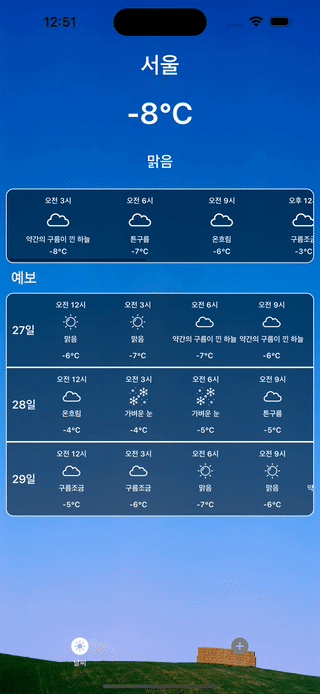 12:51
서울
-8°C
맑음
오전 3시 오전 6시 오전 9시 오후 12
약간의 구름이 낀 하늘 튼구름 온흐림 구름조금
-8°C -7°C -6°C -3°C
예보
27일
오전 12시 오전 3시 오전 6시 오전 9시
맑음 맑음 약간의 구름이 낀 하늘 약간의 구름이 낀 하늘
-6°C -7°C -7°C -6°C
28일
오전 12시 오전 3시 오전 6시 오전 9시
온흐림 가벼운 눈 가벼운 눈 튼구름
-4°C -4°C -5°C -5°C
29일
오전 12시 오전 3시 오전 6시 오전 9시
구름조금 구름조금 맑음 맑음
-5°C -6°C -7°C -6°C
날씨